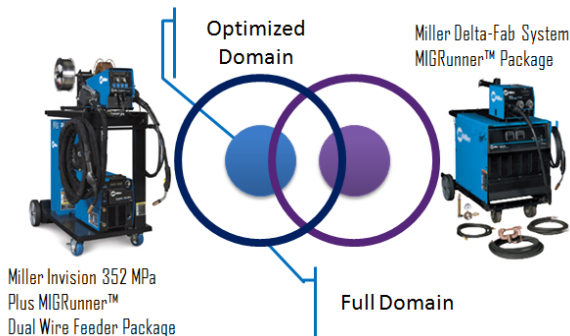 Optimized
Domain
Miller Delta-Fab System
MIGRunner™ Package
Miller Invision 352 MPa
Plus MIGRunner™
Dual Wire Feeder Package
Full Domain